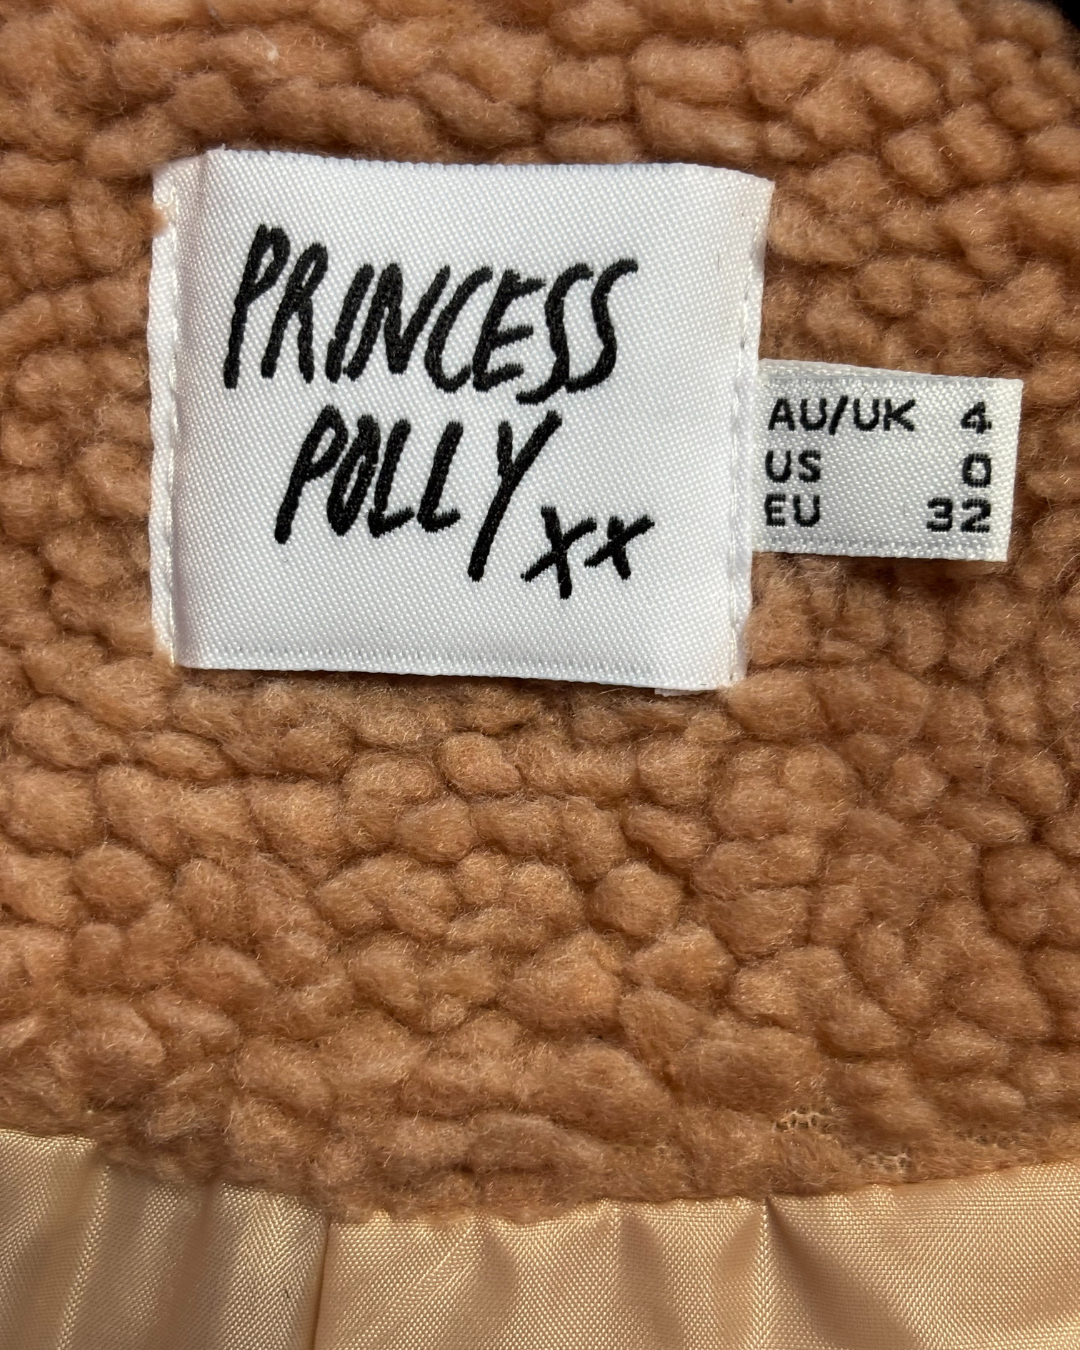 PRINCESS
POLLY xx
AU/UK 4
US 0
EU 32